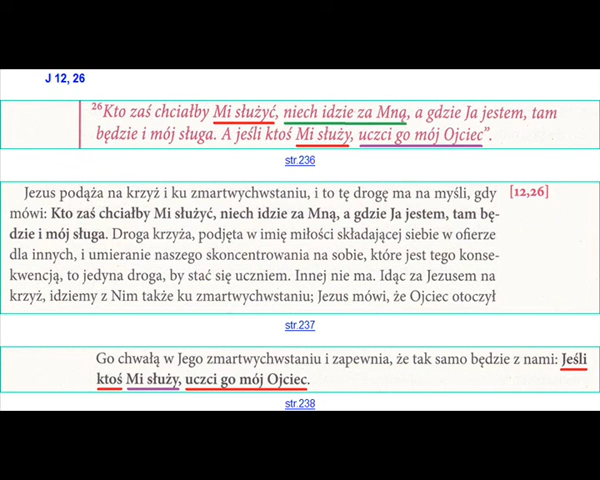 J 12, 26
26 Kto zaś chciałby Mi służyć, niech idzie za Mną, a gdzie Ja jestem, tam
będzie i mój sługa. A jeśli ktoś Mi służy, uczci go mój Ojciec”.
str.236
Jezus podąża na krzyż i ku zmartwychwstaniu, i to tę drogę ma na myśli, gdy [12,26]
mówi: Kto zaś chciałby Mi służyć, niech idzie za Mną, a gdzie Ja jestem, tam bę-
dzie i mój sługa. Droga krzyża, podjęta w imię miłości składającej siebie w ofierze
dla innych, i umieranie naszego skoncentrowania na sobie, które jest tego konse-
kwencją, to jedyna droga, by stać się uczniem. Innej nie ma. Idąc za Jezusem na
krzyż, idziemy z Nim także ku zmartwychwstaniu; Jezus mówi, że Ojciec otoczył
str.237
Go chwałą w Jego zmartwychwstaniu i zapewnia, że tak samo będzie z nami: Jeśli
ktoś Mi służy, uczci go mój Ojciec.
str.238